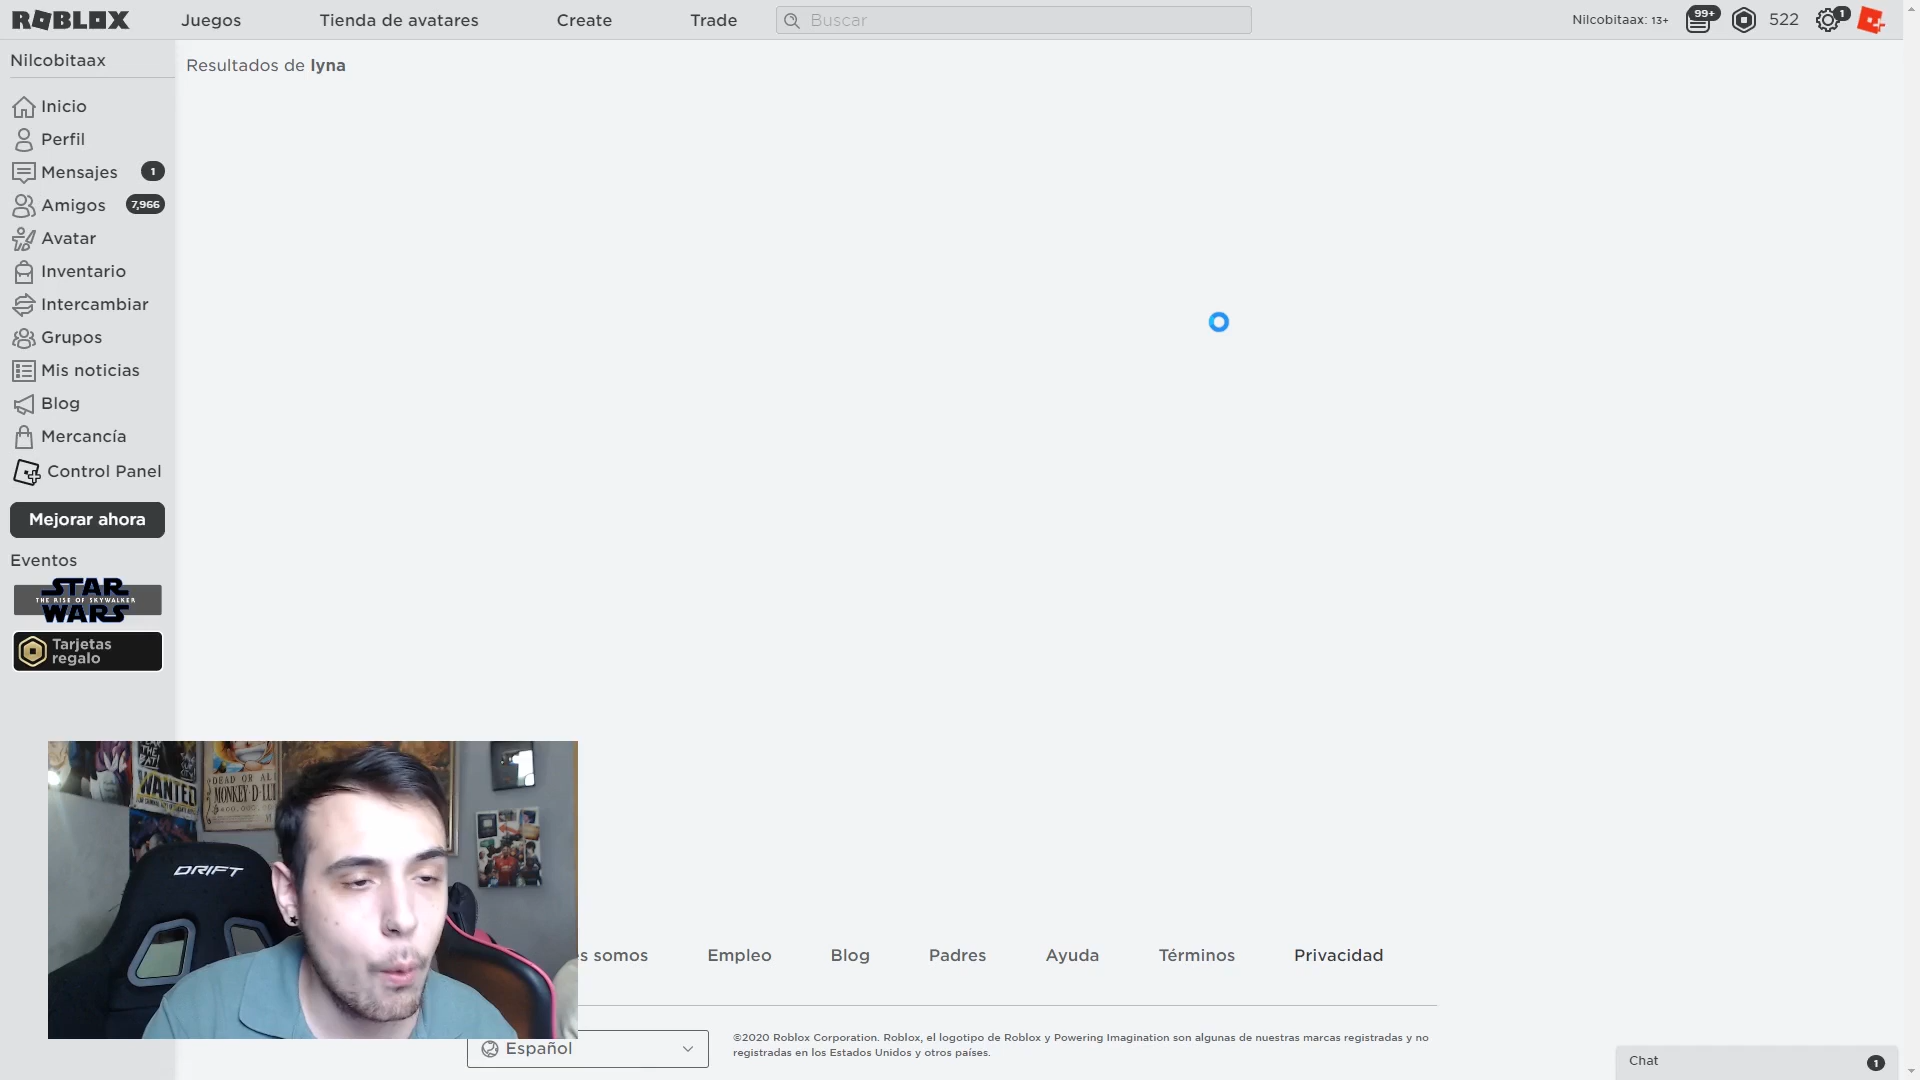 ROBLOX
Juegos
Tienda de avatares
Create
Trade
Buscar
Nilcobitaax: 13+
99+
522
1
Nilcobitaax
Resultados de lyna
Inicio
Perfil
Mensajes
1
Amigos
7,966
Avatar
Inventario
Intercambiar
Grupos
Mis noticias
Blog
Mercancía
Control Panel
Mejorar ahora
Eventos
STAR
THE RISE OF SKYWALKER
WARS
Tarjetas
regalo
THE
BAT!
WANTED
DEAD OR ALI
MONKEY·D·LU
DRIFT
s somos
Empleo
Blog
Padres
Ayuda
Términos
Privacidad
Español
©2020 Roblox Corporation. Roblox, el logotipo de Roblox y Powering Imagination son algunas de nuestras marcas registradas y no
registradas en los Estados Unidos y otros países.
Chat
1